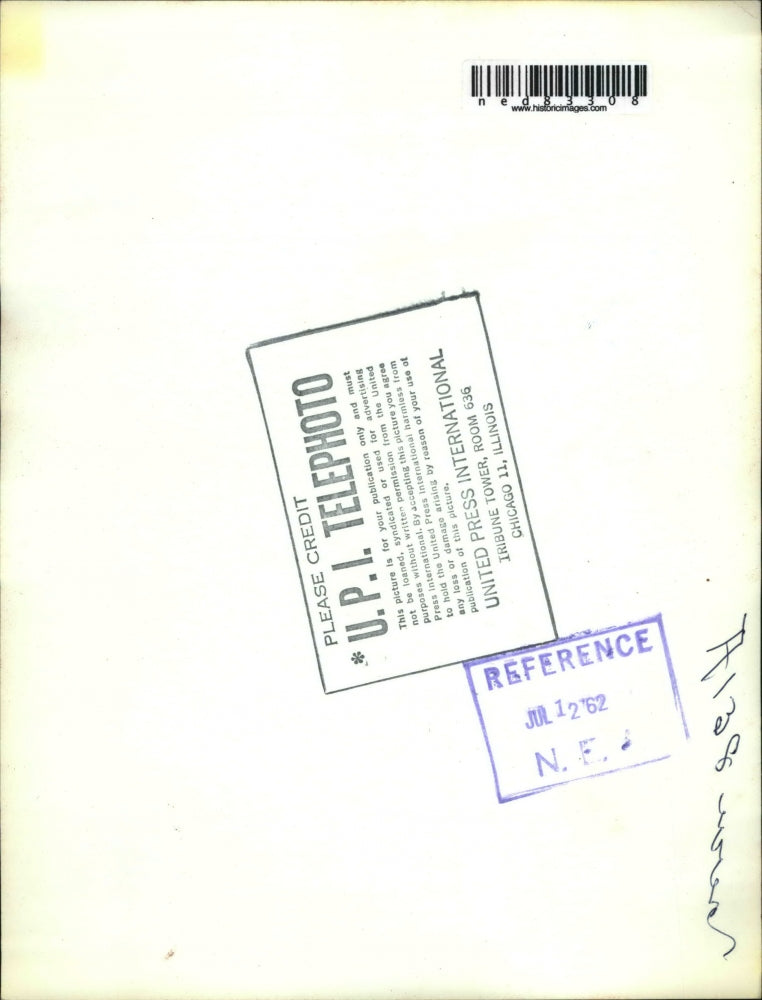 ned83308
www.historicimages.com
PLEASE CREDIT
* U.P.I. TELEPHOTO
This picture is for your publication only and must
not be loaned, syndicated or used for advertising
purposes without written permission from the United
Press International. By accepting this picture you agree
to hold the United Press International harmless from
any loss or damage arising by reason of your use of
publication of this picture.
UNITED PRESS INTERNATIONAL
TRIBUNE TOWER, ROOM 636
CHICAGO 11, ILLINOIS
REFERENCE
JUL 12 '62
N. E.